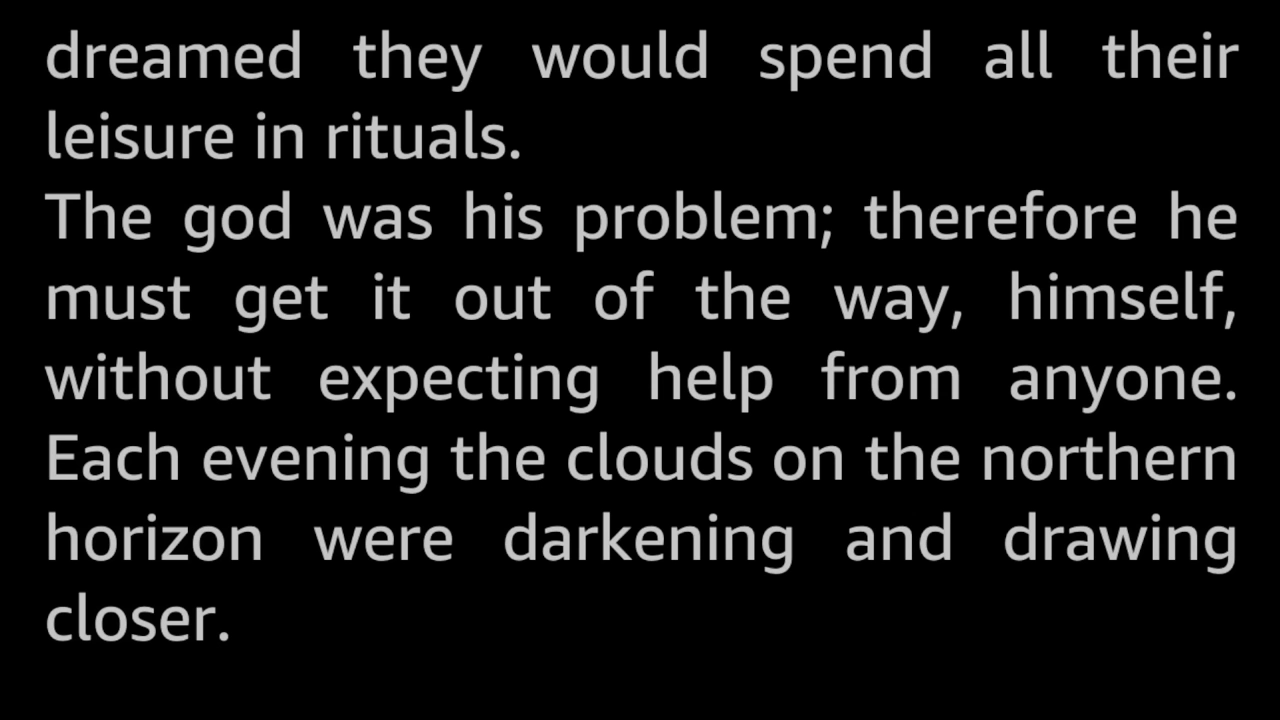 dreamed they would spend all their
leisure in rituals.
The god was his problem; therefore he
must get it out of the way, himself,
without expecting help from anyone.
Each evening the clouds on the northern
horizon were darkening and drawing
closer.